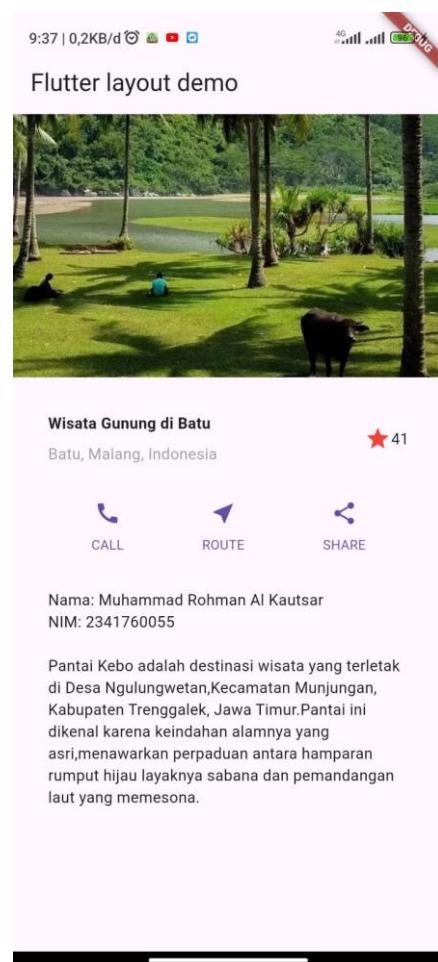 9:37 | 0,2KB/d
4G
96
DEBUG
Flutter layout demo
Wisata Gunung di Batu
Batu, Malang, Indonesia
41
CALL
ROUTE
SHARE
Nama: Muhammad Rohman Al Kautsar
NIM: 2341760055
Pantai Kebo adalah destinasi wisata yang terletak
di Desa Ngulungwetan,Kecamatan Munjungan,
Kabupaten Trenggalek, Jawa Timur.Pantai ini
dikenal karena keindahan alamnya yang
asri,menawarkan perpaduan antara hamparan
rumput hijau layaknya sabana dan pemandangan
laut yang memesona.